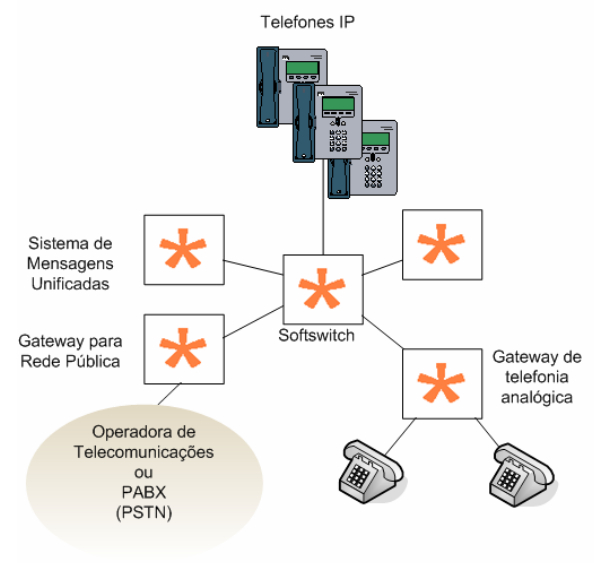 Telefones IP
Sistema de
Mensagens
Unificadas
Softswitch
Gateway para
Rede Pública
Gateway de
telefonia
analógica
Operadora de
Telecomunicações
ou
PABX
(PSTN)